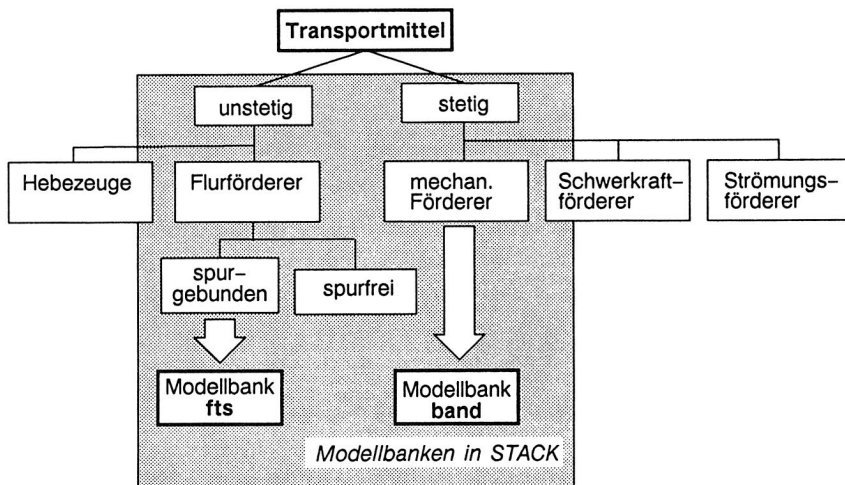 Transportmittel
unstetig
stetig
Hebezeuge
Flurförderer
mechan.
Förderer
Schwerkraft–
förderer
Strömungs–
förderer
spur–
gebunden
spurfrei
Modellbank
fts
Modellbank
band
Modellbanken in STACK